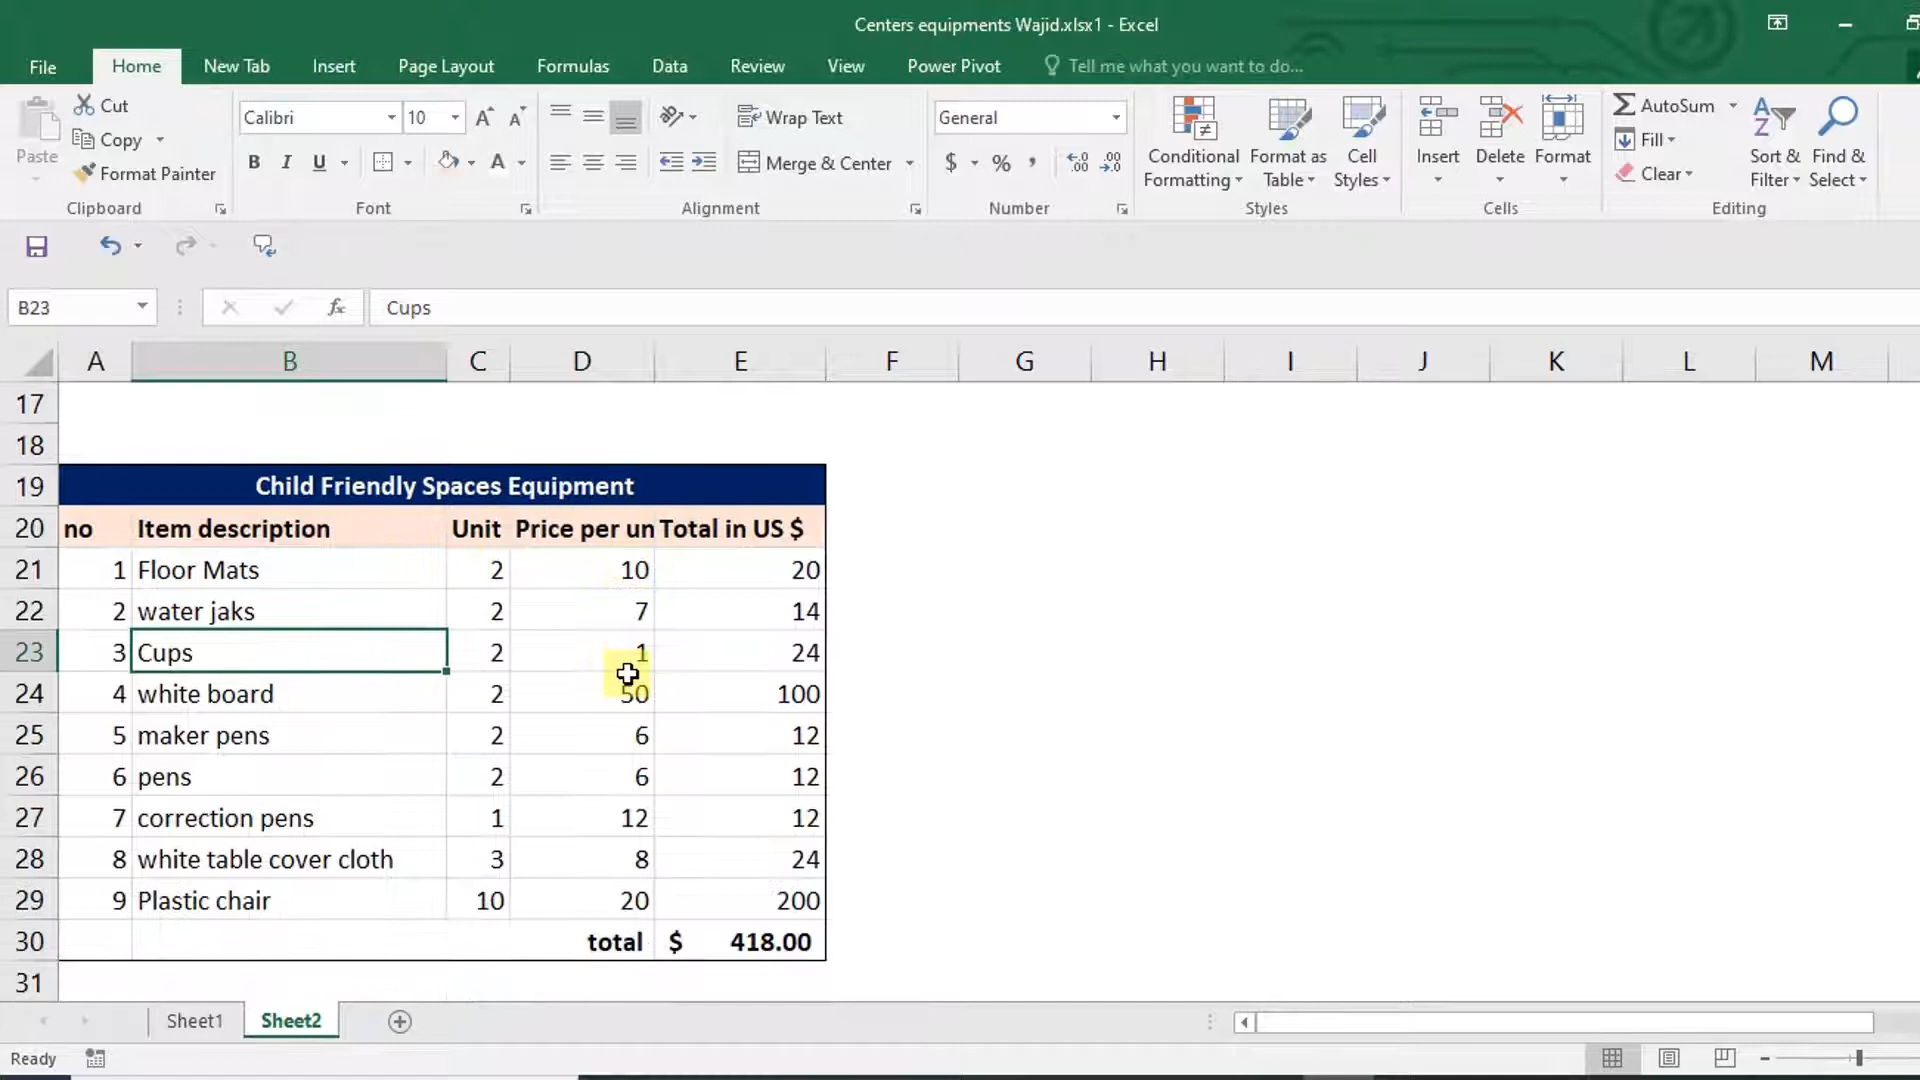 Centers equipments Wajid.xlsx1 - Excel
File Home New Tab Insert Page Layout Formulas Data Review View Power Pivot Tell me what you want to do...
Paste Cut Copy Format Painter
Calibri 10 A A
B I U A
Wrap Text
Merge & Center
General
$ % , .00 .00
Conditional Formatting Format as Table Cell Styles
Insert Delete Format
AutoSum Fill Clear
Sort & Filter Find & Select
Clipboard Font Alignment Number Styles Cells Editing
B23 fx Cups
A B C D E F G H I J K L M
17
18
19 Child Friendly Spaces Equipment
20 no Item description Unit Price per un Total in US $
21 1 Floor Mats 2 10 20
22 2 water jaks 2 7 14
23 3 Cups 2 1 24
24 4 white board 2 50 100
25 5 maker pens 2 6 12
26 6 pens 2 6 12
27 7 correction pens 1 12 12
28 8 white table cover cloth 3 8 24
29 9 Plastic chair 10 20 200
30 total $ 418.00
31
Sheet1 Sheet2
Ready